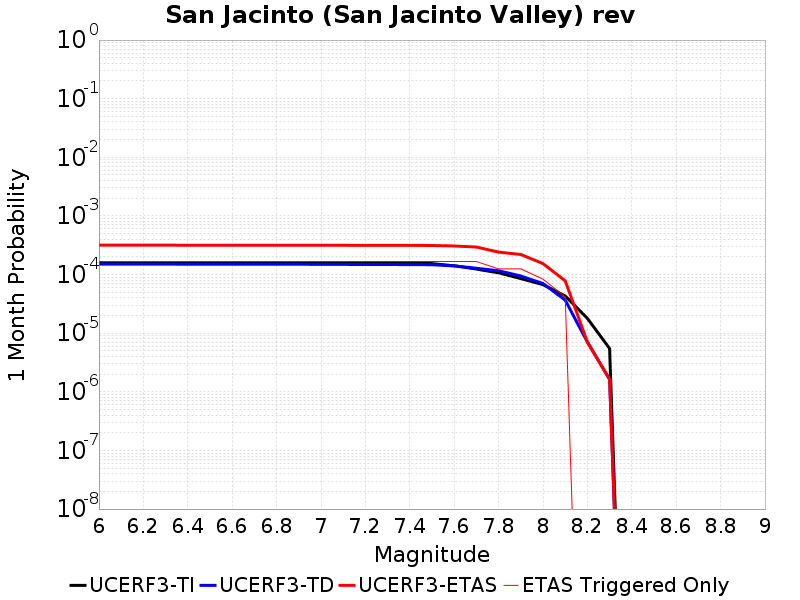 San Jacinto (San Jacinto Valley) rev
10^0
10^-1
10^-2
10^-3
10^-4
10^-5
10^-6
10^-7
10^-8
1 Month Probability
6 6.2 6.4 6.6 6.8 7 7.2 7.4 7.6 7.8 8 8.2 8.4 8.6 8.8 9
Magnitude
UCERF3-TI UCERF3-TD UCERF3-ETAS ETAS Triggered Only